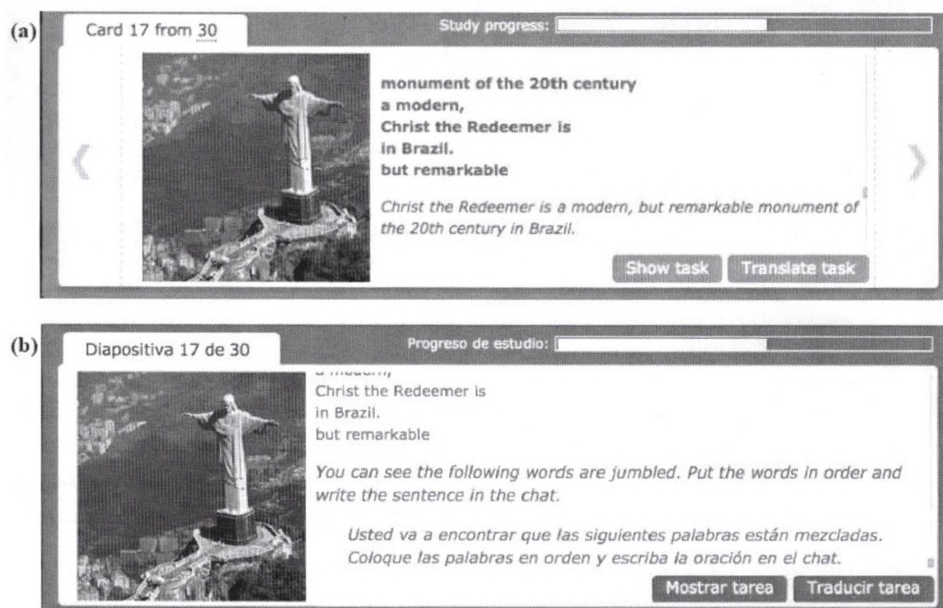 (a)
Card 17 from 30
Study progress:
monument of the 20th century
a modern,
Christ the Redeemer is
in Brazil.
but remarkable
Christ the Redeemer is a modern, but remarkable monument of
the 20th century in Brazil.
Show task
Translate task
(b)
Diapositiva 17 de 30
Progreso de estudio:
a modern,
Christ the Redeemer is
in Brazil.
but remarkable
You can see the following words are jumbled. Put the words in order and
write the sentence in the chat.
Usted va a encontrar que las siguientes palabras están mezcladas.
Coloque las palabras en orden y escriba la oración en el chat.
Mostrar tarea
Traducir tarea